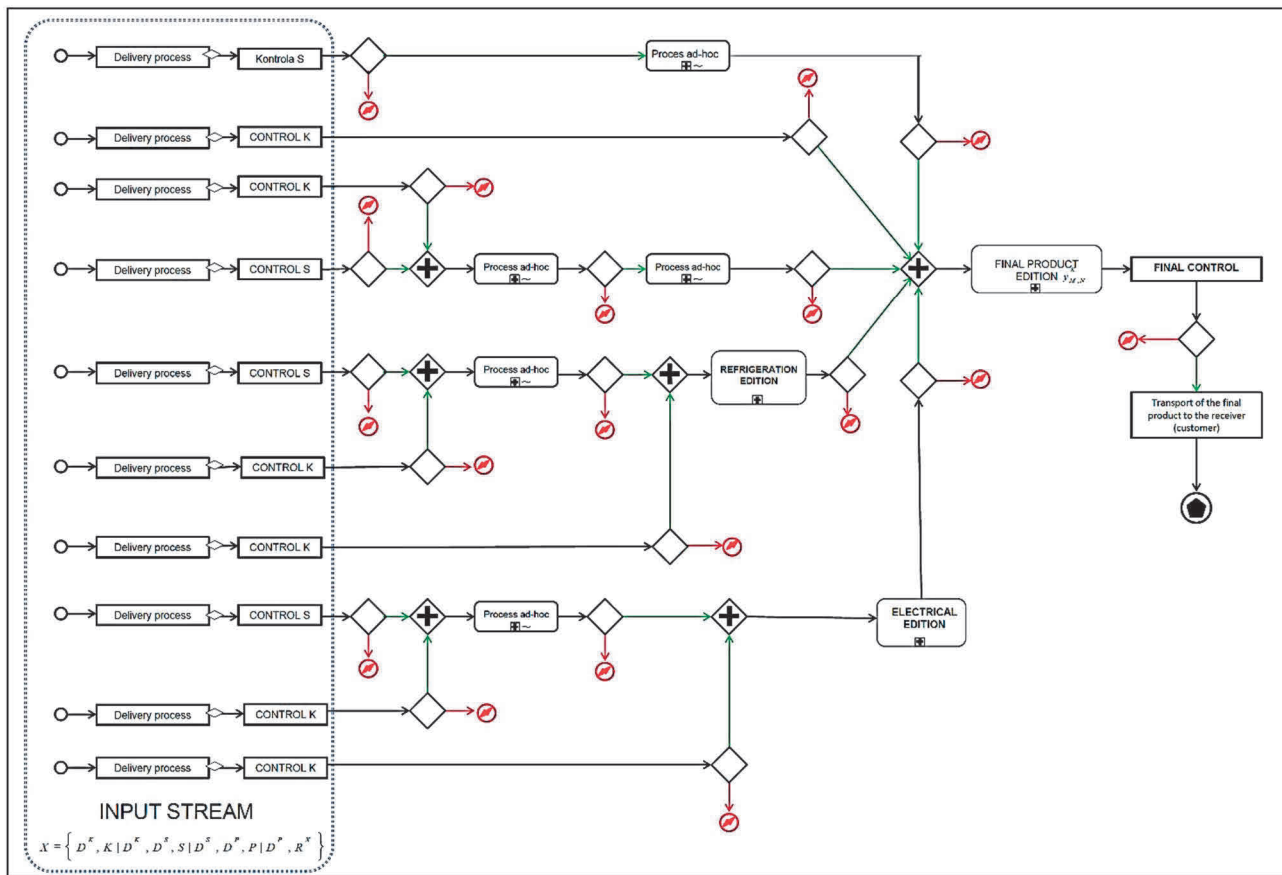 Delivery process
Kontrola S
Proces ad-hoc
Delivery process
CONTROL K
Delivery process
CONTROL K
Delivery process
CONTROL S
Process ad-hoc
Process ad-hoc
FINAL PRODUCT
EDITION y^K_{M,N}
FINAL CONTROL
Delivery process
CONTROL S
Process ad-hoc
REFRIGERATION
EDITION
Transport of the final
product to the receiver
(customer)
Delivery process
CONTROL K
Delivery process
CONTROL K
Delivery process
CONTROL S
Process ad-hoc
ELECTRICAL
EDITION
Delivery process
CONTROL K
Delivery process
CONTROL K
INPUT STREAM
X = { D^K, K | D^K, D^S, S | D^S, D^P, P | D^P, R^N }